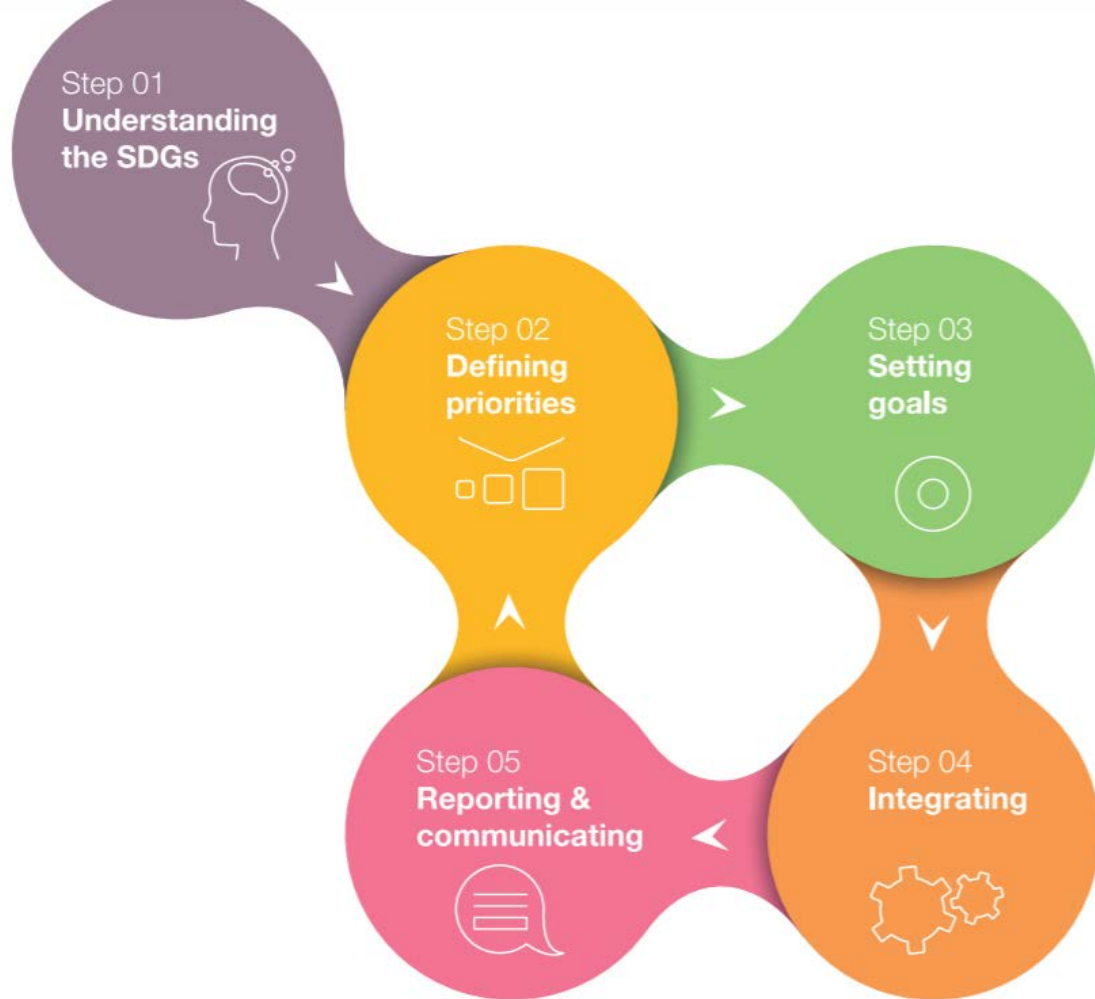 Step 01
Understanding
the SDGs
Step 02
Defining
priorities
Step 03
Setting
goals
Step 04
Integrating
Step 05
Reporting &
communicating